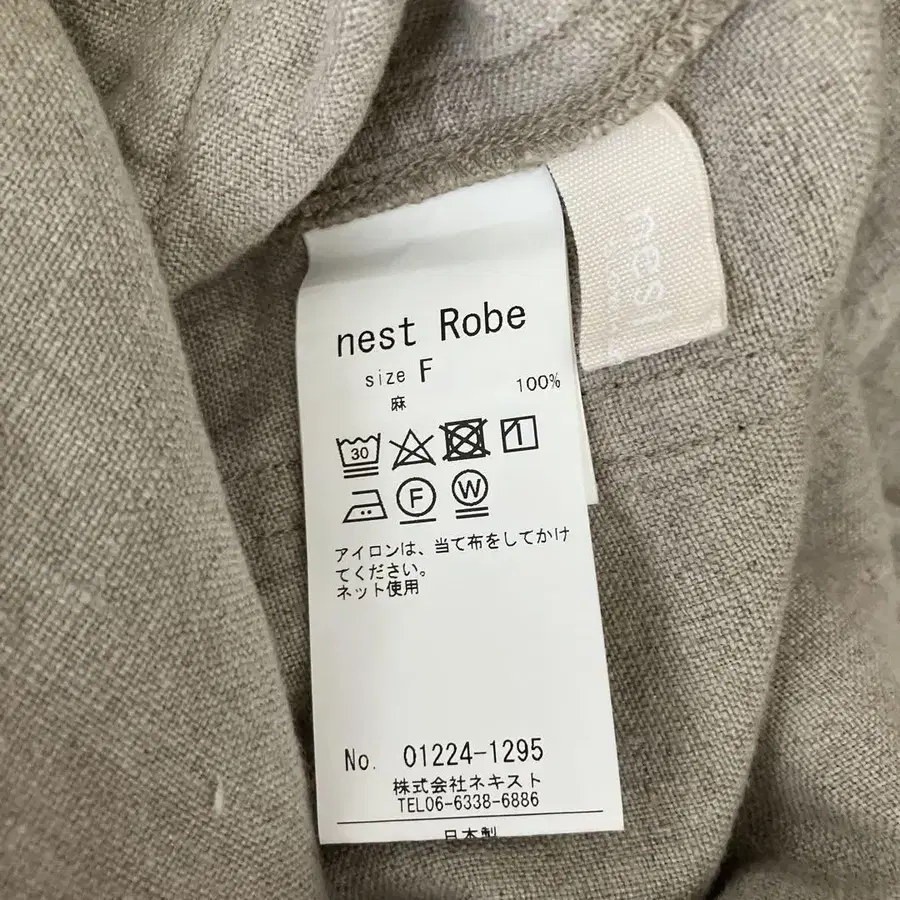 nest Robe
size F
麻 100%
30
F W
アイロンは、当て布をしてかけ
てください。
ネット使用
No. 01224-1295
株式会社ネキスト
TEL06-6338-6886
日本製
nes